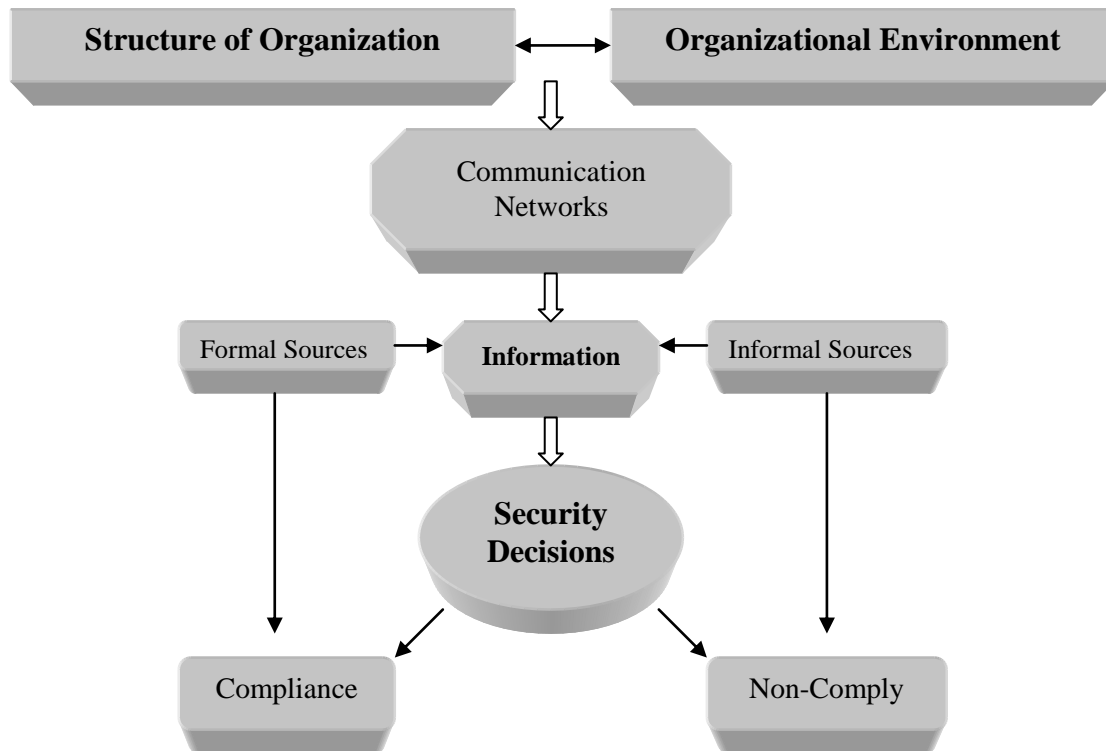 Structure of Organization
Organizational Environment
Communication
Networks
Formal Sources
Information
Informal Sources
Security
Decisions
Compliance
Non-Comply